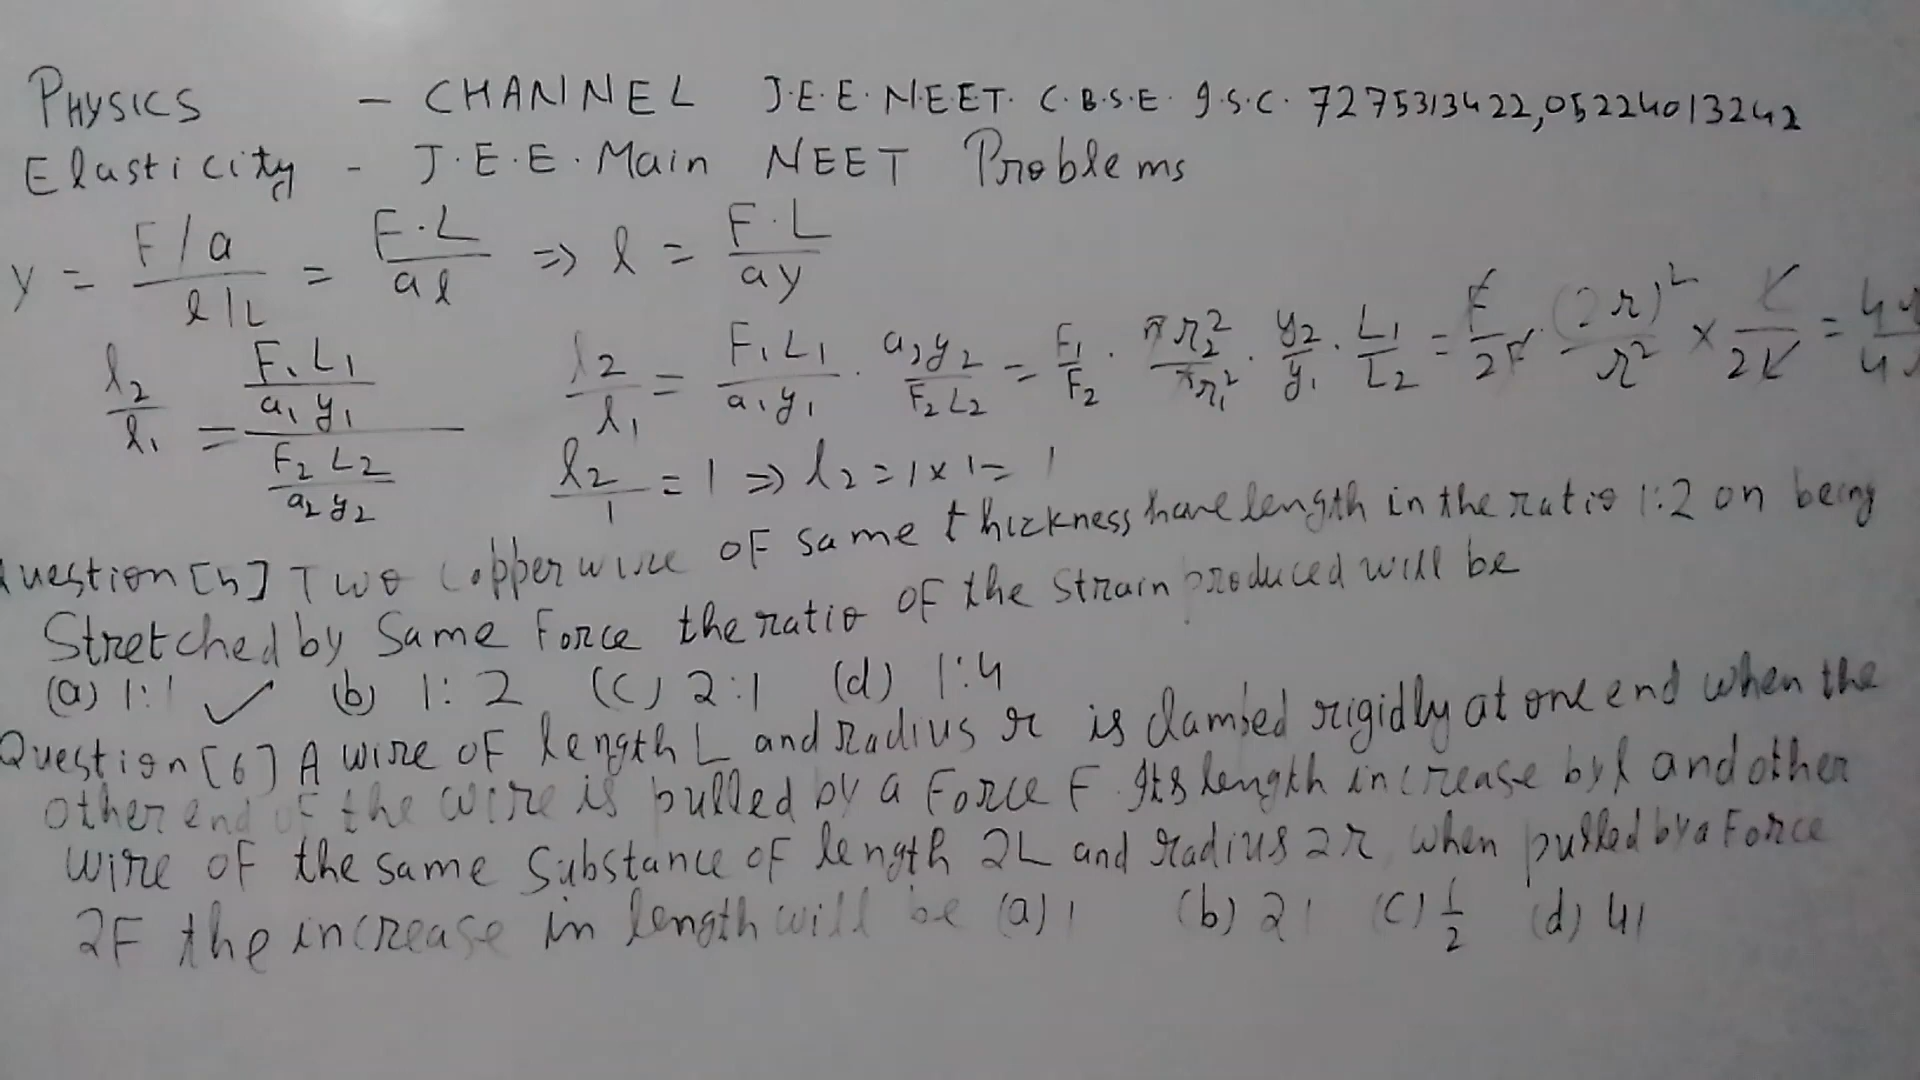 PHYSICS - CHANNEL J.E.E. N.E.E.T. C.B.S.E. I.S.C. 7275313422,05224013242
Elasticity - J.E.E. Main NEET Problems
y = F/a / l/L = F.L / al => l = F.L / ay
l2/l1 = F1L1/a1y1 / F2L2/a2y2
l2/l1 = F1L1/a1y1 . a2y2/F2L2 = F1/F2 . πr2²/πr1² . y2/y1 . L1/L2 = F/2F . (2r)²/r² × L/2L = 4
l2/1 = 1 => l2 = 1×1 = 1
Question [5] Two Copper wire OF same thickness have length in the ratio 1:2 on being
Stretched by Same Force the ratio OF the Strain produced will be
(a) 1:1 ✓ (b) 1:2 (c) 2:1 (d) 1:4
Question [6] A wire OF length L and radius r is clambed rigidly at one end when the
other end OF the wire is pulled by a Force F Its length increase by l and other
wire OF the same Substance OF length 2L and radius 2r when pulled by a Force
2F the increase in length will be (a) l (b) 2l (c) 1/2 (d) 4l